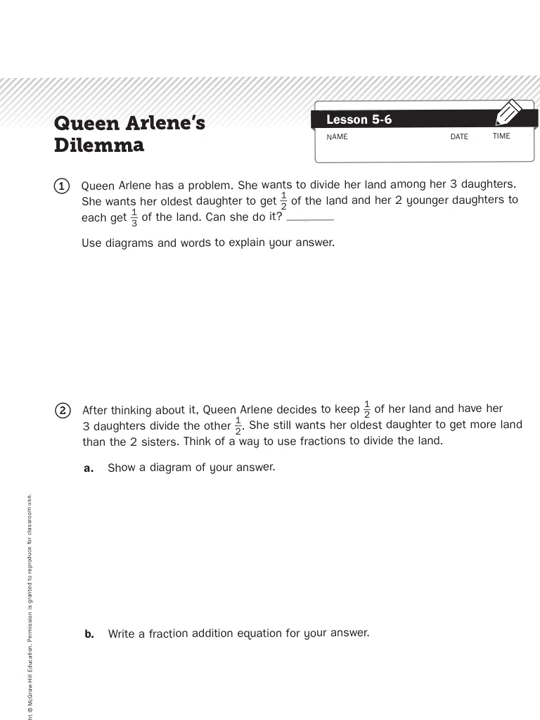 Queen Arlene's
Dilemma
Lesson 5-6
NAME DATE TIME
1 Queen Arlene has a problem. She wants to divide her land among her 3 daughters.
She wants her oldest daughter to get 1/2 of the land and her 2 younger daughters to
each get 1/3 of the land. Can she do it? ________
Use diagrams and words to explain your answer.
2 After thinking about it, Queen Arlene decides to keep 1/2 of her land and have her
3 daughters divide the other 1/2. She still wants her oldest daughter to get more land
than the 2 sisters. Think of a way to use fractions to divide the land.
a. Show a diagram of your answer.
b. Write a fraction addition equation for your answer.
ht © McGraw-Hill Education. Permission is granted to reproduce for classroom use.